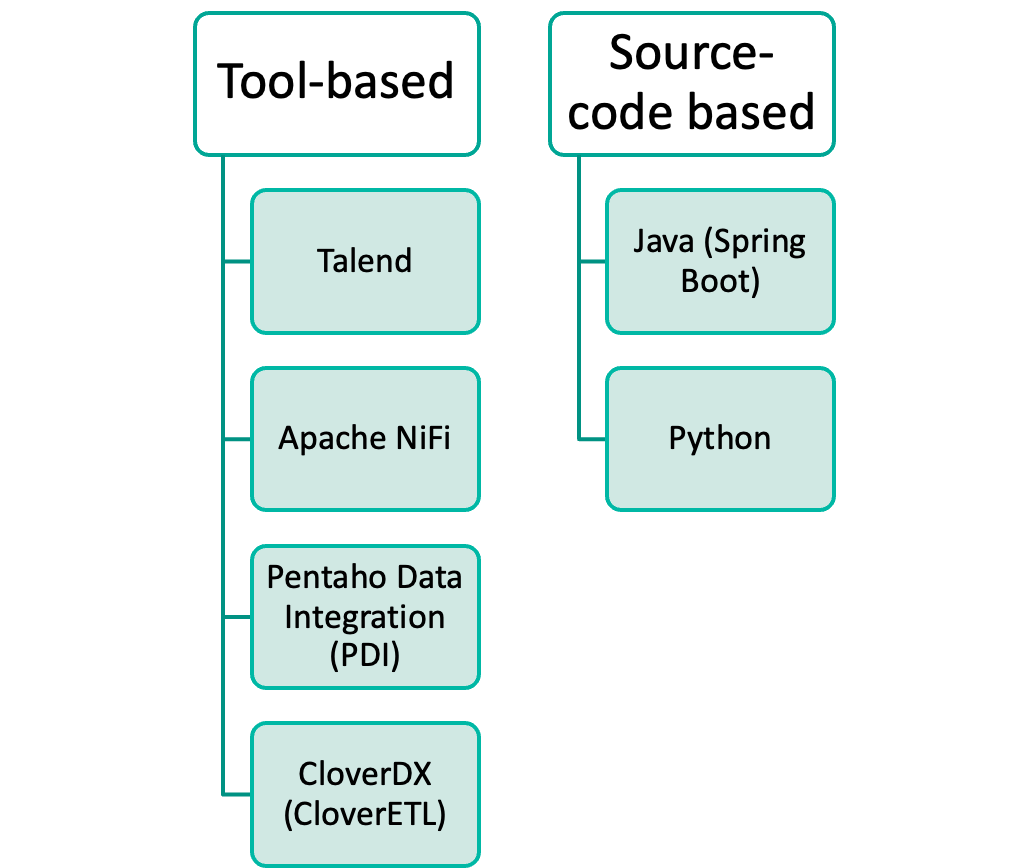 Tool-based
Talend
Apache NiFi
Pentaho Data
Integration
(PDI)
CloverDX
(CloverETL)
Source-
code based
Java (Spring
Boot)
Python